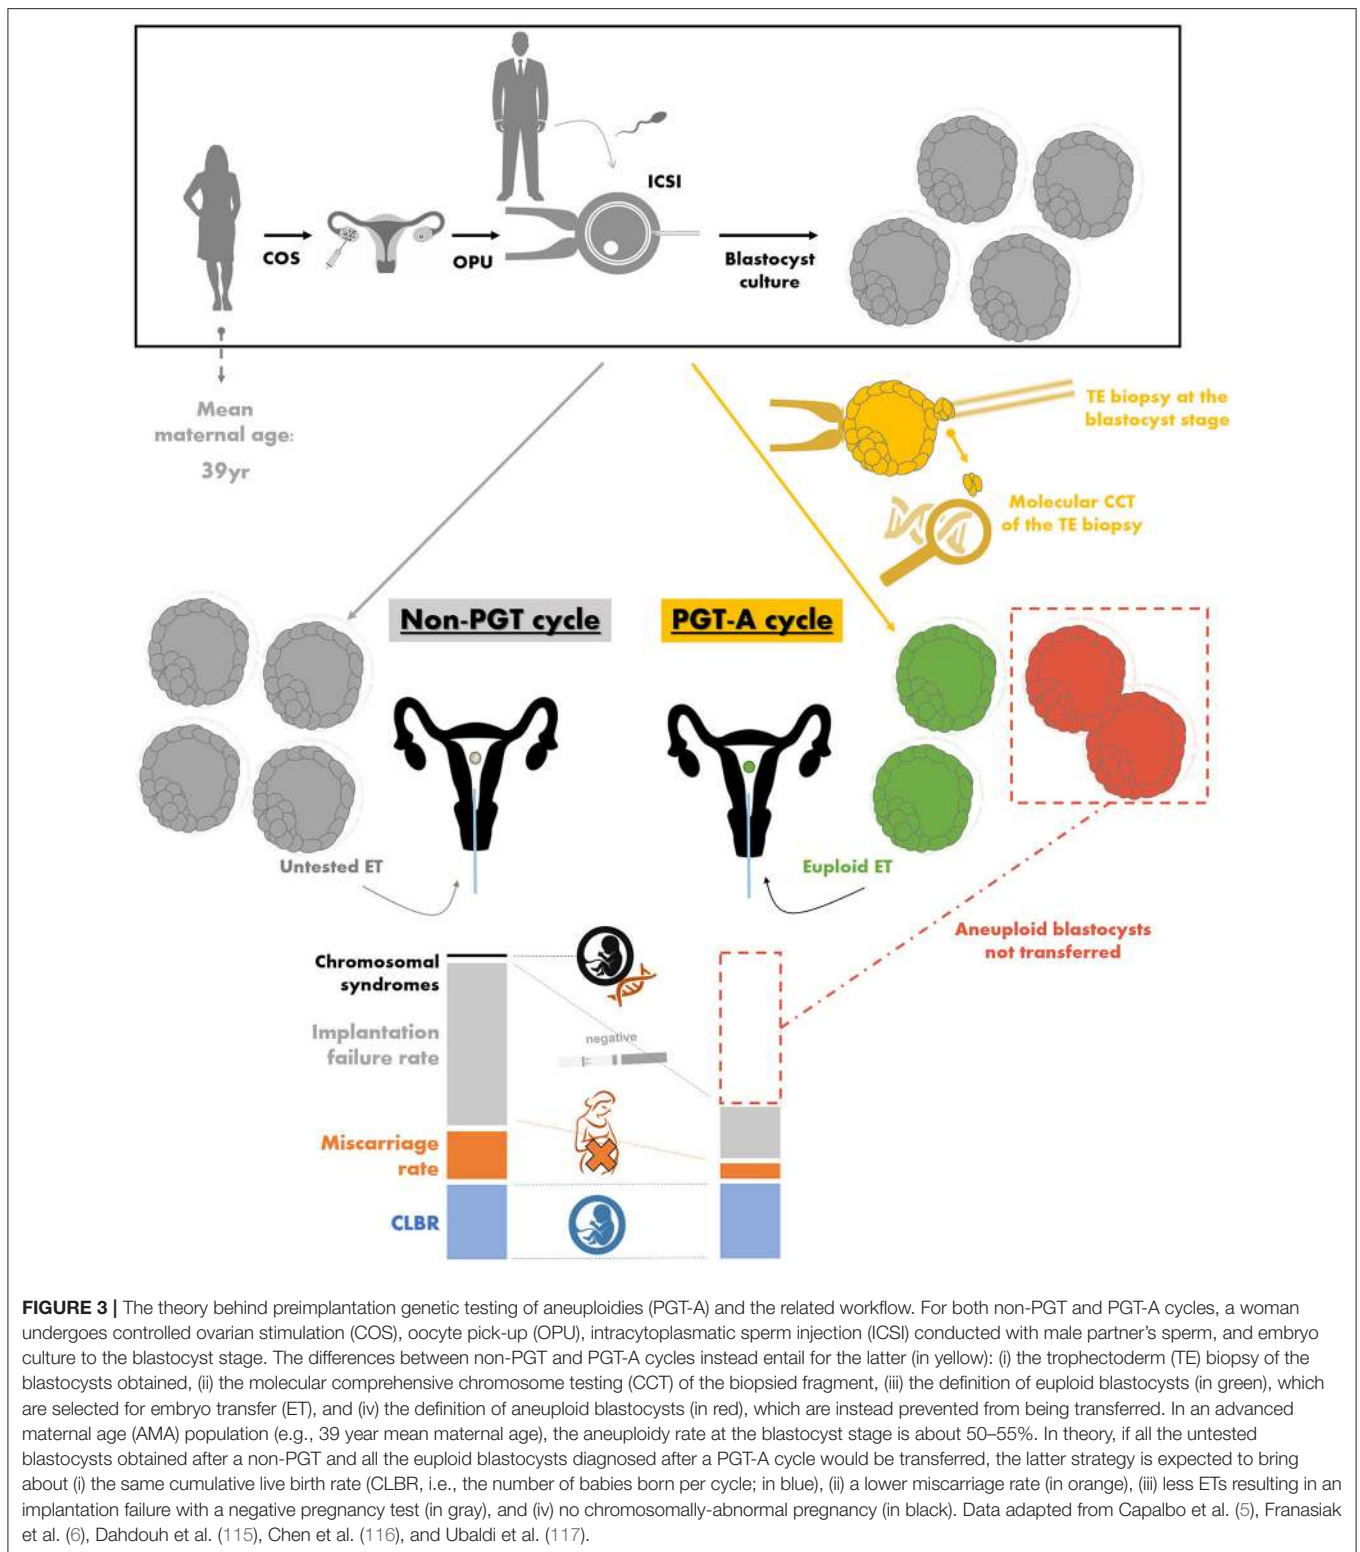 ICSI
COS
OPU
Blastocyst
culture
Mean
maternal age:
39yr
TE biopsy at the
blastocyst stage
Molecular CCT
of the TE biopsy
Non-PGT cycle
PGT-A cycle
Untested ET
Euploid ET
Aneuploid blastocysts
not transferred
Chromosomal
syndromes
Implantation
failure rate
negative
Miscarriage
rate
CLBR
FIGURE 3 | The theory behind preimplantation genetic testing of aneuploidies (PGT-A) and the related workflow. For both non-PGT and PGT-A cycles, a woman
undergoes controlled ovarian stimulation (COS), oocyte pick-up (OPU), intracytoplasmatic sperm injection (ICSI) conducted with male partner's sperm, and embryo
culture to the blastocyst stage. The differences between non-PGT and PGT-A cycles instead entail for the latter (in yellow): (i) the trophectoderm (TE) biopsy of the
blastocysts obtained, (ii) the molecular comprehensive chromosome testing (CCT) of the biopsied fragment, (iii) the definition of euploid blastocysts (in green), which
are selected for embryo transfer (ET), and (iv) the definition of aneuploid blastocysts (in red), which are instead prevented from being transferred. In an advanced
maternal age (AMA) population (e.g., 39 year mean maternal age), the aneuploidy rate at the blastocyst stage is about 50–55%. In theory, if all the untested
blastocysts obtained after a non-PGT and all the euploid blastocysts diagnosed after a PGT-A cycle would be transferred, the latter strategy is expected to bring
about (i) the same cumulative live birth rate (CLBR, i.e., the number of babies born per cycle; in blue), (ii) a lower miscarriage rate (in orange), (iii) less ETs resulting in an
implantation failure with a negative pregnancy test (in gray), and (iv) no chromosomally-abnormal pregnancy (in black). Data adapted from Capalbo et al. (5), Franasiak
et al. (6), Dahdouh et al. (115), Chen et al. (116), and Ubaldi et al. (117).